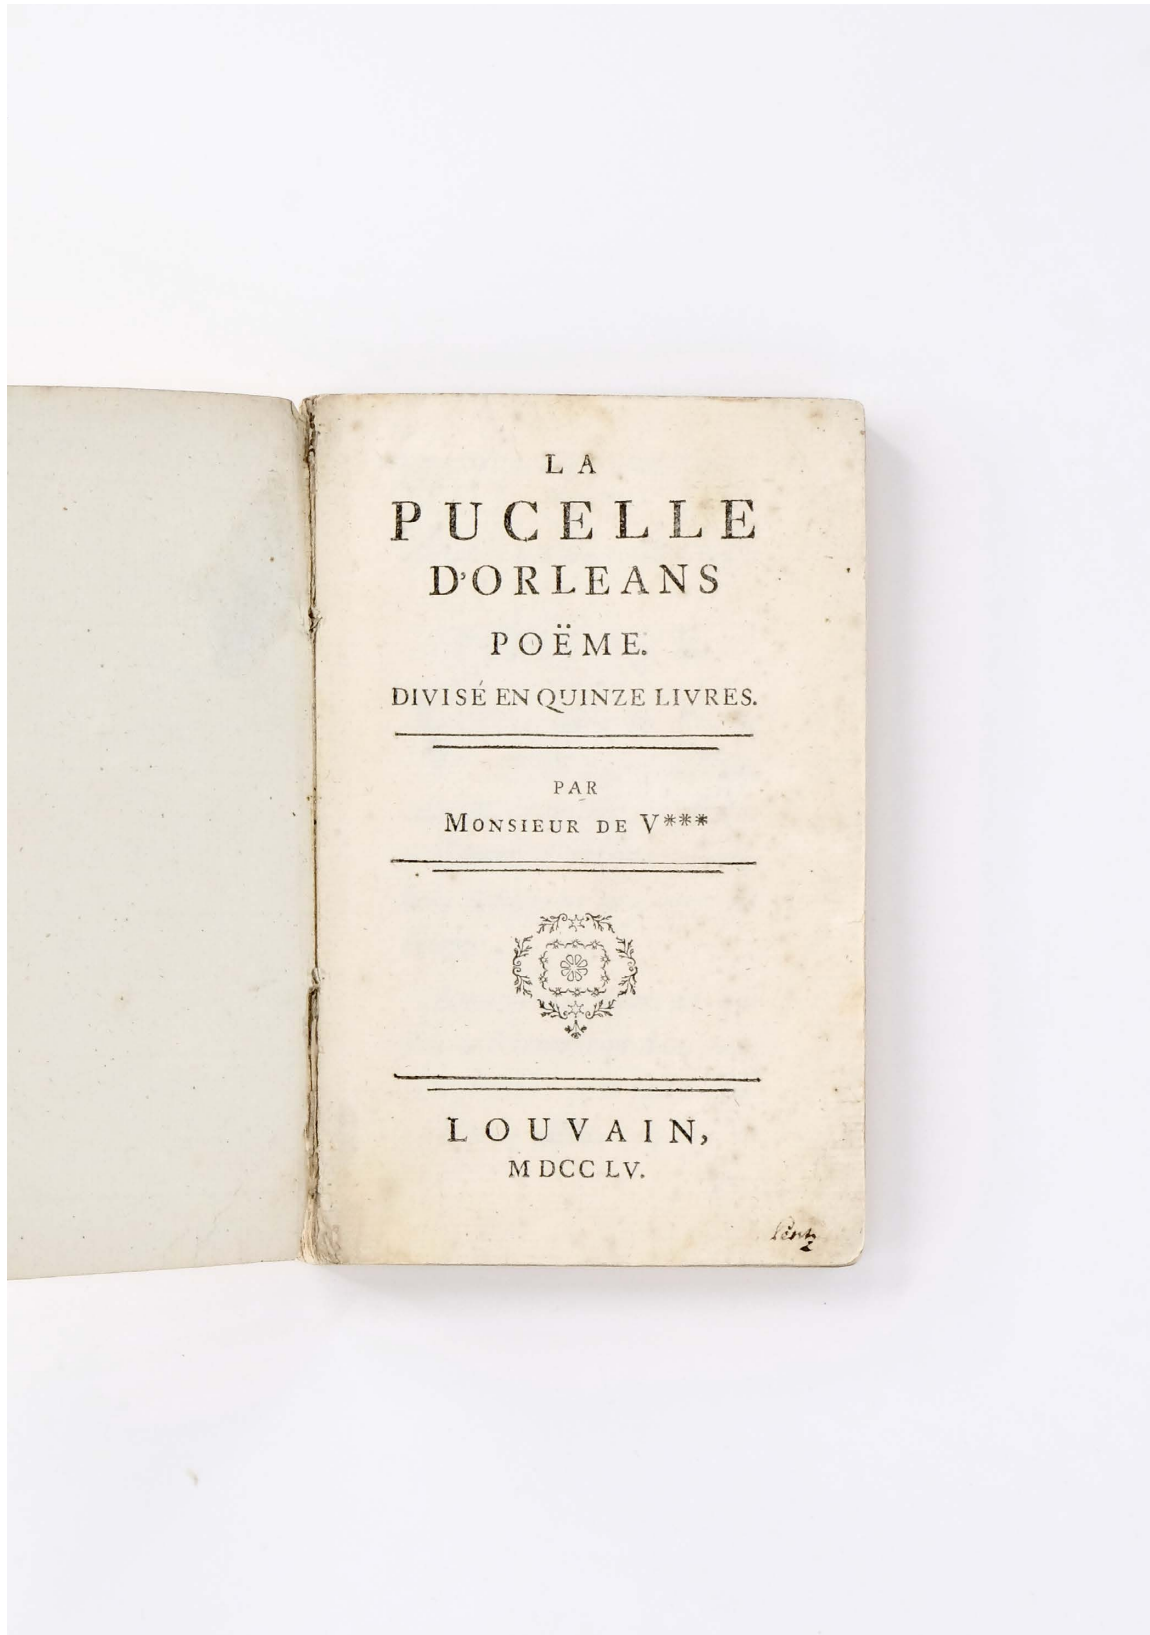 LA
PUCELLE
D'ORLEANS
POËME.
DIVISÉ EN QUINZE LIVRES.
PAR
MONSIEUR DE V***
LOUVAIN,
MDCCLV.